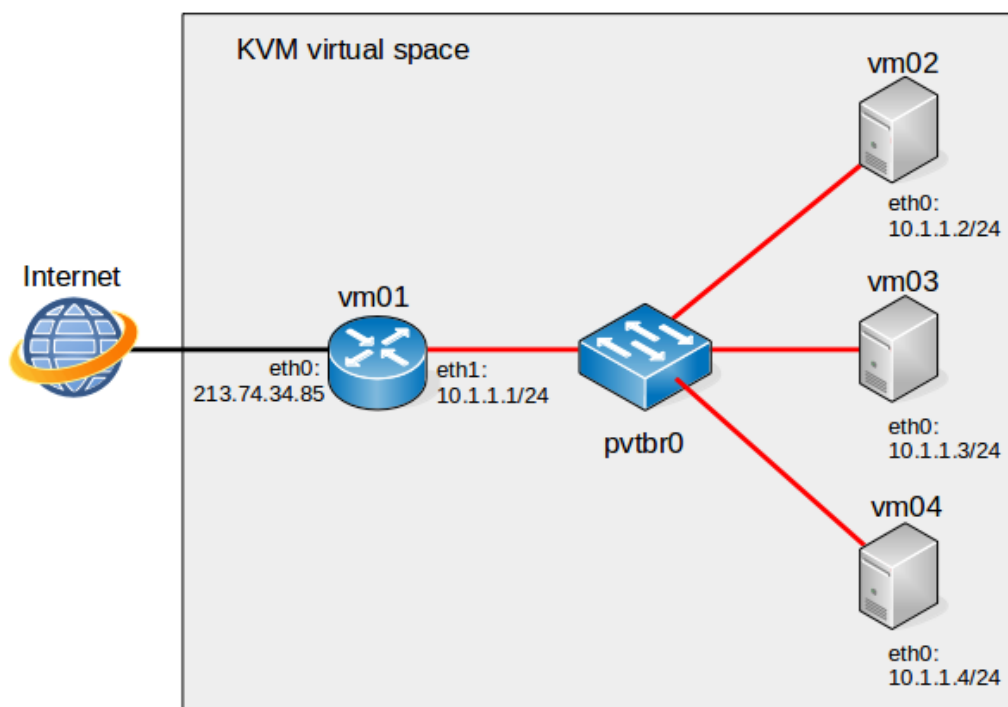 KVM virtual space
vm02
eth0:
10.1.1.2/24
Internet
vm01
eth0:
213.74.34.85
eth1:
10.1.1.1/24
pvtbr0
vm03
eth0:
10.1.1.3/24
vm04
eth0:
10.1.1.4/24